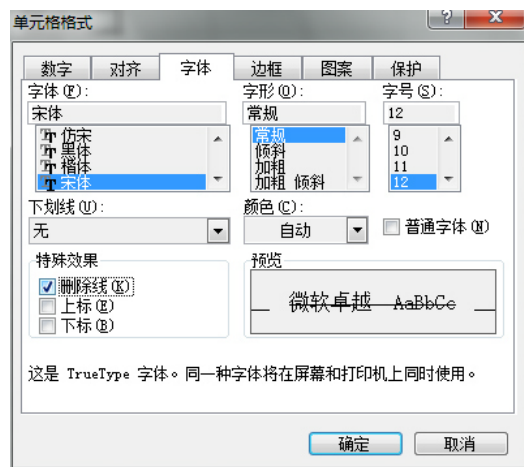 单元格格式
数字 对齐 字体 边框 图案 保护
字体(F): 字形(O): 字号(S):
宋体 常规 12
仿宋 常规 9
黑体 倾斜 10
楷体 加粗 11
宋体 加粗 倾斜 12
下划线(U): 颜色(C):
无 自动 普通字体(N)
特殊效果 预览
删除线(K)
上标(E) 微软卓越 AaBbCc
下标(B)
这是 TrueType 字体。同一种字体将在屏幕和打印机上同时使用。
确定 取消